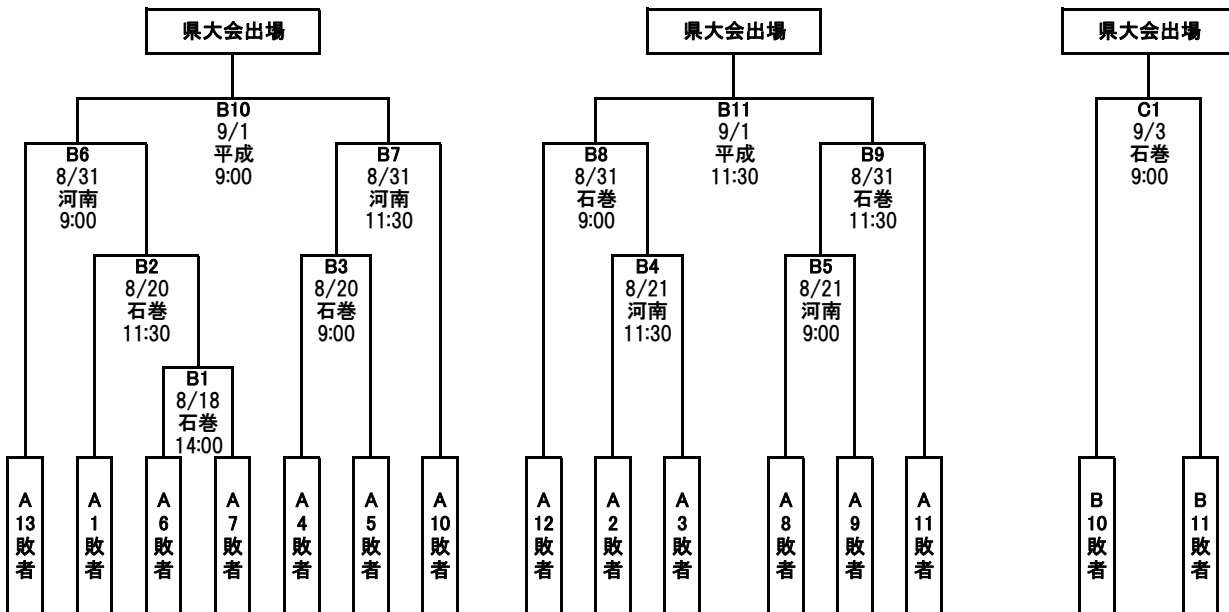 県大会出場
県大会出場
県大会出場
B10
9/1
平成
9:00
B11
9/1
平成
11:30
C1
9/3
石巻
9:00
B6
8/31
河南
9:00
B7
8/31
河南
11:30
B8
8/31
石巻
9:00
B9
8/31
石巻
11:30
B2
8/20
石巻
11:30
B3
8/20
石巻
9:00
B4
8/21
河南
11:30
B5
8/21
河南
9:00
B1
8/18
石巻
14:00
A13敗者
A1敗者
A6敗者
A7敗者
A4敗者
A5敗者
A10敗者
A12敗者
A2敗者
A3敗者
A8敗者
A9敗者
A11敗者
B10敗者
B11敗者